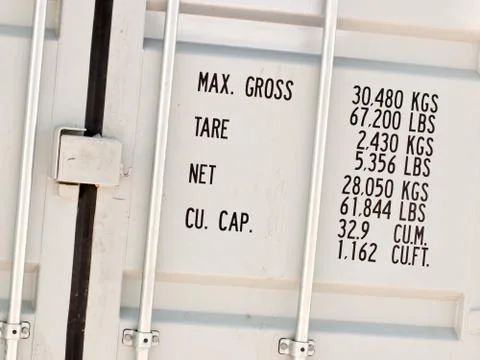 MAX. GROSS 30,480 KGS
67,200 LBS
TARE 2,430 KGS
5,356 LBS
NET 28,050 KGS
61,844 LBS
CU. CAP. 32.9 CU.M.
1,162 CU.FT.